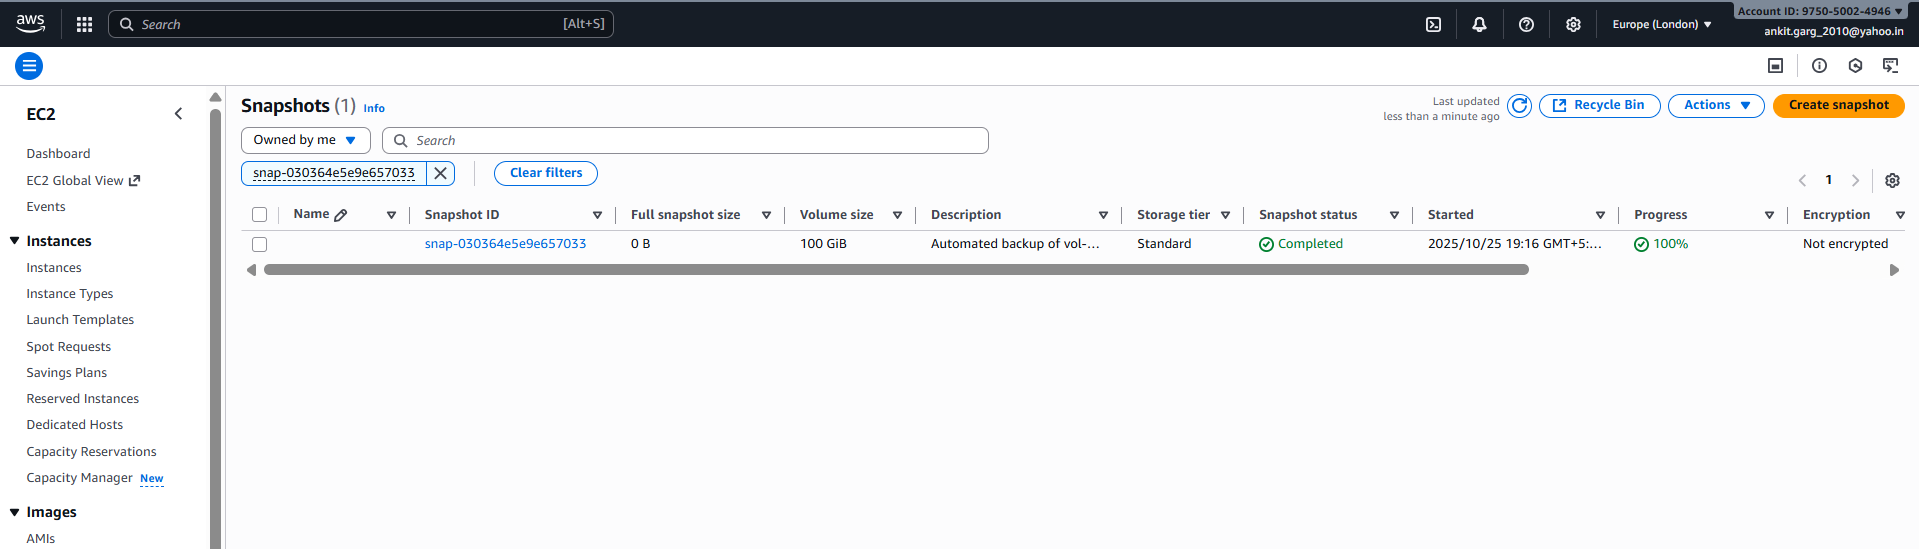 aws
Search
[Alt+S]
Europe (London)
Account ID: 9750-5002-4946
ankit.garg_2010@yahoo.in
EC2
Dashboard
EC2 Global View
Events
Instances
Instances
Instance Types
Launch Templates
Spot Requests
Savings Plans
Reserved Instances
Dedicated Hosts
Capacity Reservations
Capacity Manager New
Images
AMIs
Snapshots (1) Info
Last updated
less than a minute ago
Recycle Bin
Actions
Create snapshot
Owned by me
Search
snap-030364e5e9e657033
Clear filters
1
Name Snapshot ID Full snapshot size Volume size Description Storage tier Snapshot status Started Progress Encryption
snap-030364e5e9e657033 0 B 100 GiB Automated backup of vol-... Standard Completed 2025/10/25 19:16 GMT+5:... 100% Not encrypted